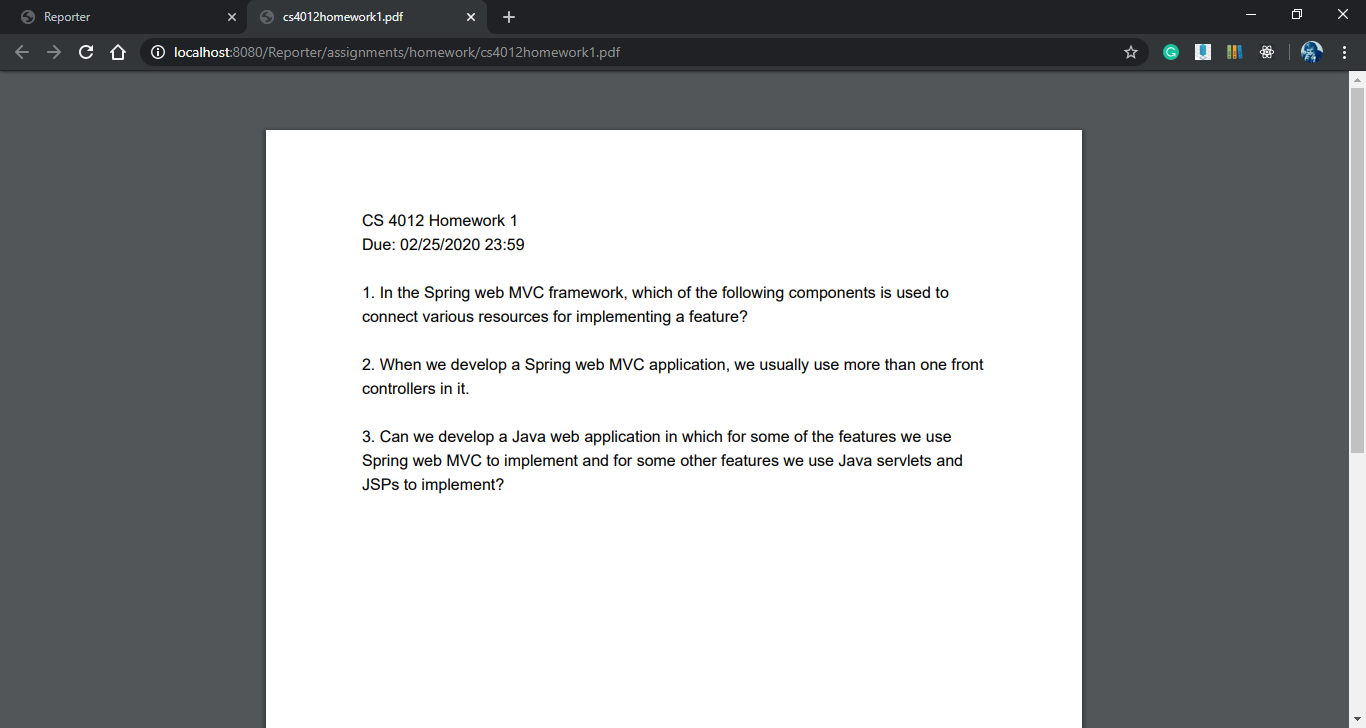 Reporter
cs4012homework1.pdf
localhost:8080/Reporter/assignments/homework/cs4012homework1.pdf
CS 4012 Homework 1
Due: 02/25/2020 23:59
1. In the Spring web MVC framework, which of the following components is used to
connect various resources for implementing a feature?
2. When we develop a Spring web MVC application, we usually use more than one front
controllers in it.
3. Can we develop a Java web application in which for some of the features we use
Spring web MVC to implement and for some other features we use Java servlets and
JSPs to implement?